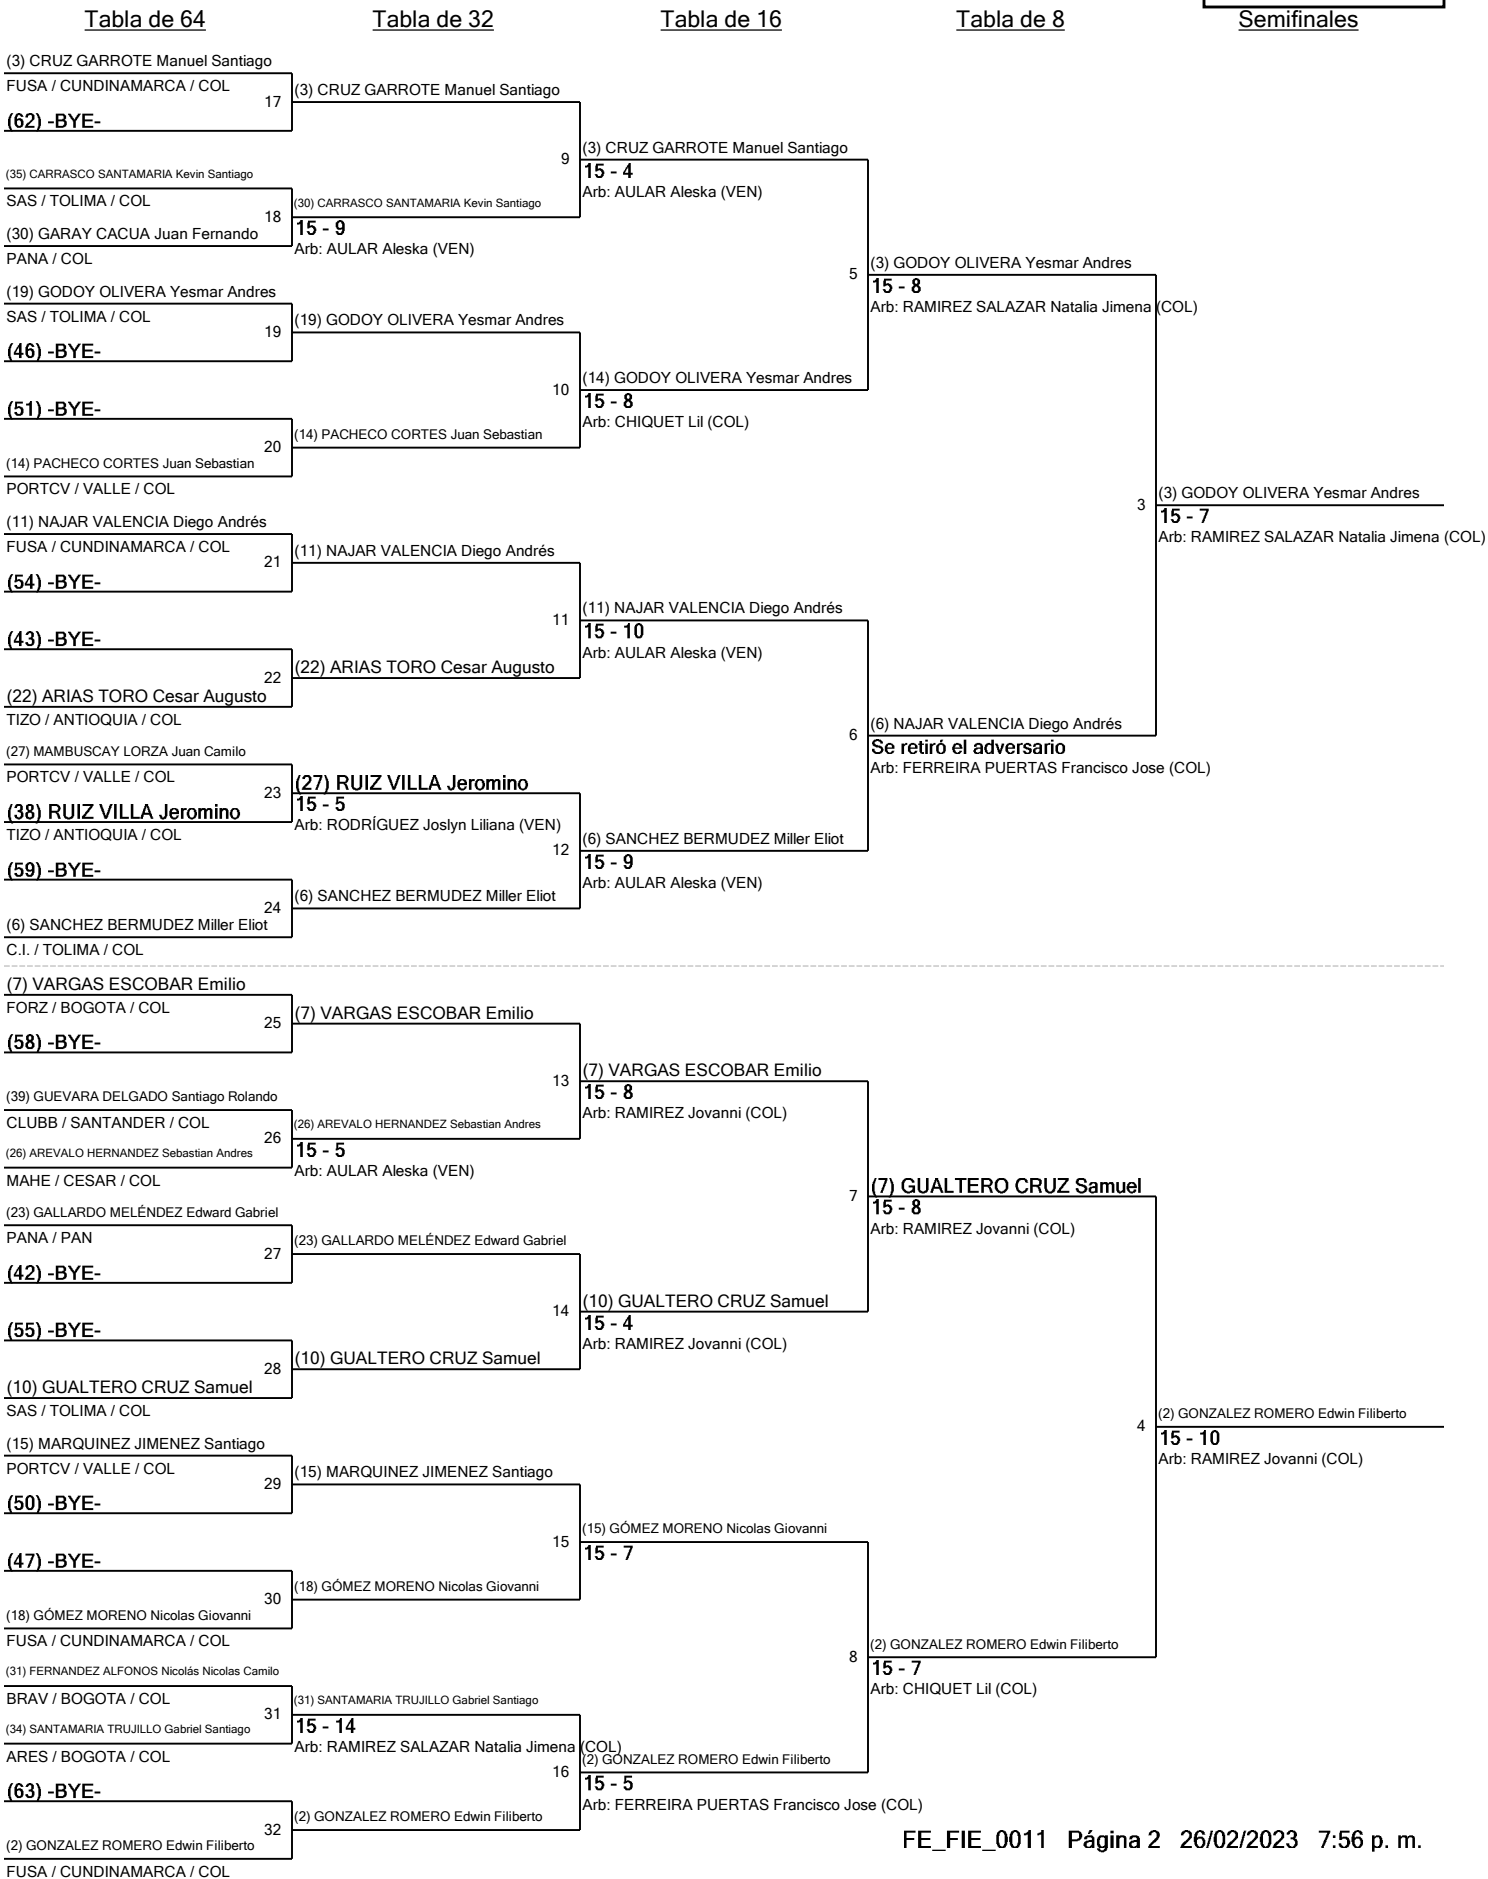 Tabla de 64
Tabla de 32
Tabla de 16
Tabla de 8
Semifinales
(3) CRUZ GARROTE Manuel Santiago
FUSA / CUNDINAMARCA / COL
17
(62) -BYE-
(35) CARRASCO SANTAMARIA Kevin Santiago
SAS / TOLIMA / COL
18
(30) GARAY CACUA Juan Fernando
PANA / COL
(19) GODOY OLIVERA Yesmar Andres
SAS / TOLIMA / COL
19
(46) -BYE-
(51) -BYE-
20
(14) PACHECO CORTES Juan Sebastian
PORTCV / VALLE / COL
(11) NAJAR VALENCIA Diego Andrés
FUSA / CUNDINAMARCA / COL
21
(54) -BYE-
(43) -BYE-
22
(22) ARIAS TORO Cesar Augusto
TIZO / ANTIOQUIA / COL
(27) MAMBUSCAY LORZA Juan Camilo
PORTCV / VALLE / COL
23
(38) RUIZ VILLA Jeromino
TIZO / ANTIOQUIA / COL
(59) -BYE-
24
(6) SANCHEZ BERMUDEZ Miller Eliot
C.I. / TOLIMA / COL
(7) VARGAS ESCOBAR Emilio
FORZ / BOGOTA / COL
25
(58) -BYE-
(39) GUEVARA DELGADO Santiago Rolando
CLUBB / SANTANDER / COL
26
(26) AREVALO HERNANDEZ Sebastian Andres
MAHE / CESAR / COL
(23) GALLARDO MELÉNDEZ Edward Gabriel
PANA / PAN
27
(42) -BYE-
(55) -BYE-
28
(10) GUALTERO CRUZ Samuel
SAS / TOLIMA / COL
(15) MARQUINEZ JIMENEZ Santiago
PORTCV / VALLE / COL
29
(50) -BYE-
(47) -BYE-
30
(18) GÓMEZ MORENO Nicolas Giovanni
FUSA / CUNDINAMARCA / COL
(31) FERNANDEZ ALFONOS Nicolás Nicolas Camilo
BRAV / BOGOTA / COL
31
(34) SANTAMARIA TRUJILLO Gabriel Santiago
ARES / BOGOTA / COL
(63) -BYE-
32
(2) GONZALEZ ROMERO Edwin Filiberto
FUSA / CUNDINAMARCA / COL
(3) CRUZ GARROTE Manuel Santiago
9
(30) CARRASCO SANTAMARIA Kevin Santiago
15 - 9
Arb: AULAR Aleska (VEN)
(19) GODOY OLIVERA Yesmar Andres
10
(14) PACHECO CORTES Juan Sebastian
(11) NAJAR VALENCIA Diego Andrés
11
(22) ARIAS TORO Cesar Augusto
(27) RUIZ VILLA Jeromino
15 - 5
Arb: RODRÍGUEZ Joslyn Liliana (VEN)
12
(6) SANCHEZ BERMUDEZ Miller Eliot
(7) VARGAS ESCOBAR Emilio
13
(26) AREVALO HERNANDEZ Sebastian Andres
15 - 5
Arb: AULAR Aleska (VEN)
(23) GALLARDO MELÉNDEZ Edward Gabriel
14
(10) GUALTERO CRUZ Samuel
(15) MARQUINEZ JIMENEZ Santiago
15
(18) GÓMEZ MORENO Nicolas Giovanni
(31) SANTAMARIA TRUJILLO Gabriel Santiago
15 - 14
Arb: RAMIREZ SALAZAR Natalia Jimena (COL)
16
(2) GONZALEZ ROMERO Edwin Filiberto
(3) CRUZ GARROTE Manuel Santiago
15 - 4
Arb: AULAR Aleska (VEN)
5
(14) GODOY OLIVERA Yesmar Andres
15 - 8
Arb: CHIQUET Lil (COL)
(11) NAJAR VALENCIA Diego Andrés
15 - 10
Arb: AULAR Aleska (VEN)
6
(6) SANCHEZ BERMUDEZ Miller Eliot
15 - 9
Arb: AULAR Aleska (VEN)
(7) VARGAS ESCOBAR Emilio
15 - 8
Arb: RAMIREZ Jovanni (COL)
7
(10) GUALTERO CRUZ Samuel
15 - 4
Arb: RAMIREZ Jovanni (COL)
(15) GÓMEZ MORENO Nicolas Giovanni
15 - 7
8
(2) GONZALEZ ROMERO Edwin Filiberto
15 - 5
Arb: FERREIRA PUERTAS Francisco Jose (COL)
(3) GODOY OLIVERA Yesmar Andres
15 - 8
Arb: RAMIREZ SALAZAR Natalia Jimena (COL)
3
(6) NAJAR VALENCIA Diego Andrés
Se retiró el adversario
Arb: FERREIRA PUERTAS Francisco Jose (COL)
(7) GUALTERO CRUZ Samuel
15 - 8
Arb: RAMIREZ Jovanni (COL)
4
(2) GONZALEZ ROMERO Edwin Filiberto
15 - 7
Arb: CHIQUET Lil (COL)
(3) GODOY OLIVERA Yesmar Andres
15 - 7
Arb: RAMIREZ SALAZAR Natalia Jimena (COL)
(2) GONZALEZ ROMERO Edwin Filiberto
15 - 10
Arb: RAMIREZ Jovanni (COL)
FE_FIE_0011 Página 2 26/02/2023 7:56 p. m.